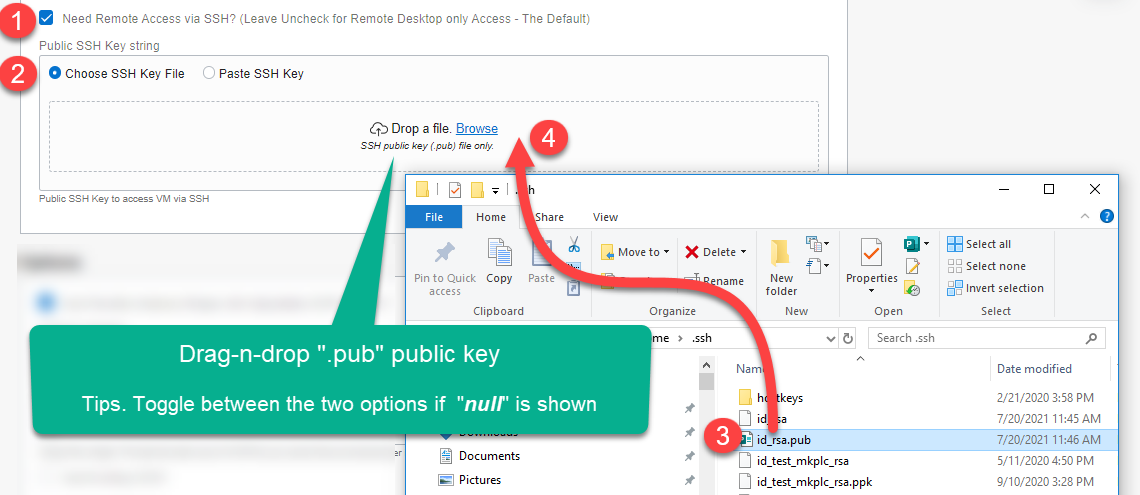 1
Need Remote Access via SSH? (Leave Uncheck for Remote Desktop only Access - The Default)
Public SSH Key string
2
Choose SSH Key File
Paste SSH Key
Drop a file. Browse
SSH public key (.pub) file only.
4
Public SSH Key to access VM via SSH
File
Home
Share
View
Pin to Quick access
Copy
Paste
Clipboard
Move to
Delete
Rename
Organize
New folder
New
Properties
Open
Select all
Select none
Invert selection
Select
.ssh
Search .ssh
Drag-n-drop ".pub" public key
Tips. Toggle between the two options if "null" is shown
Date modified
2/21/2020 3:58 PM
7/20/2021 11:45 AM
3
id_rsa.pub
7/20/2021 11:46 AM
id_test_mkplc_rsa
5/11/2020 4:50 PM
id_test_mkplc_rsa.ppk
9/10/2020 3:28 PM
Documents
Pictures